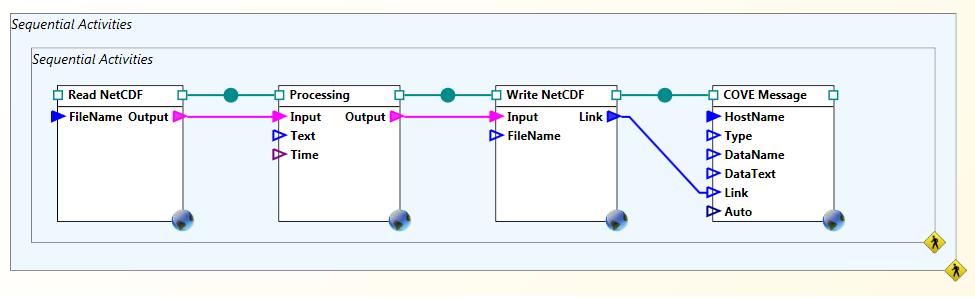 Sequential Activities
Sequential Activities
Read NetCDF
FileName Output
Processing
Input Output
Text
Time
Write NetCDF
Input Link
FileName
COVE Message
HostName
Type
DataName
DataText
Link
Auto